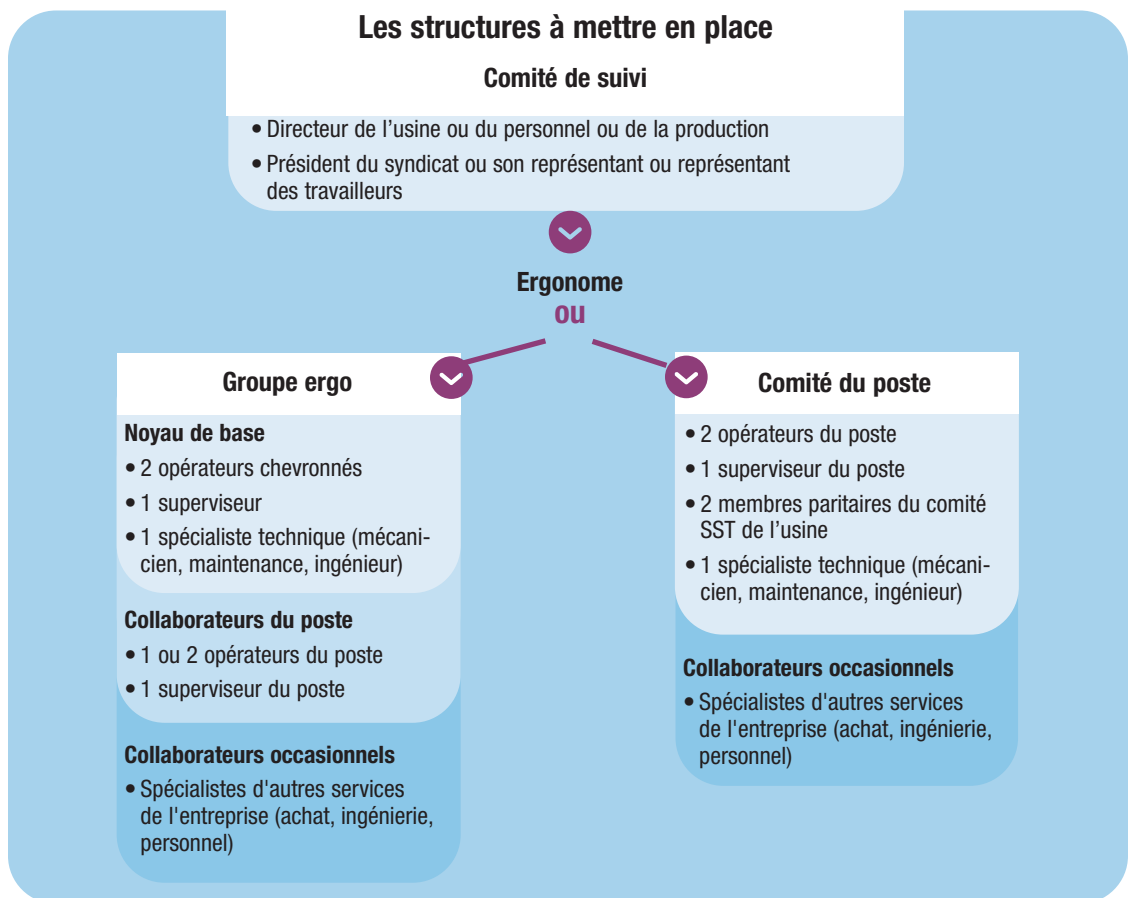 Les structures à mettre en place
Comité de suivi
• Directeur de l'usine ou du personnel ou de la production
• Président du syndicat ou son représentant ou représentant
des travailleurs
Ergonome
ou
Groupe ergo
Noyau de base
• 2 opérateurs chevronnés
• 1 superviseur
• 1 spécialiste technique (mécani-
cien, maintenance, ingénieur)
Collaborateurs du poste
• 1 ou 2 opérateurs du poste
• 1 superviseur du poste
Collaborateurs occasionnels
• Spécialistes d'autres services
de l'entreprise (achat, ingénierie,
personnel)
Comité du poste
• 2 opérateurs du poste
• 1 superviseur du poste
• 2 membres paritaires du comité
SST de l'usine
• 1 spécialiste technique (mécani-
cien, maintenance, ingénieur)
Collaborateurs occasionnels
• Spécialistes d'autres services
de l'entreprise (achat, ingénierie,
personnel)